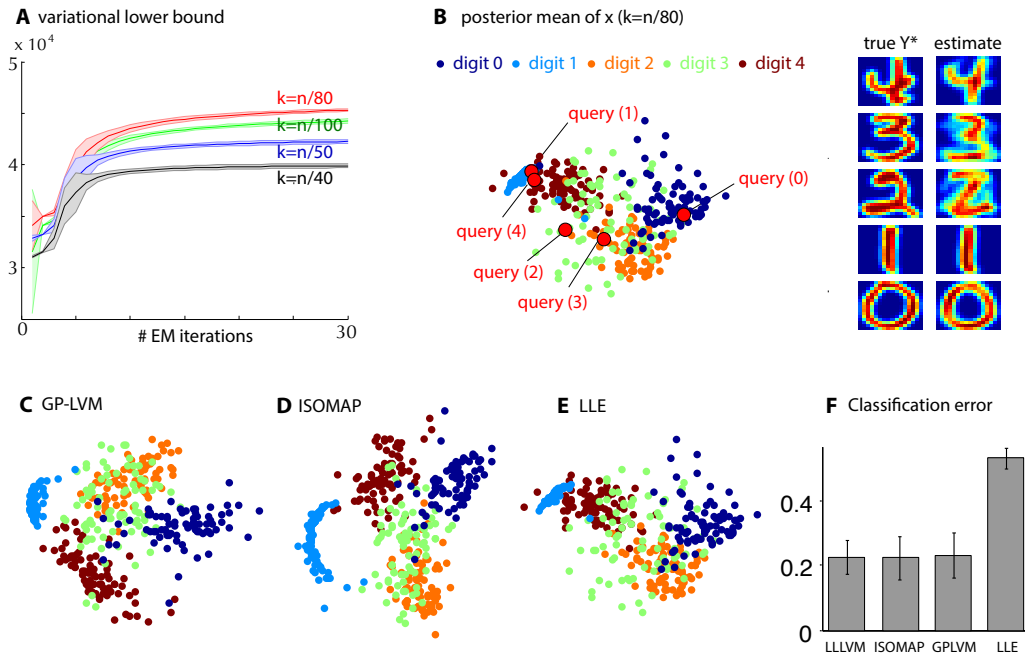 A variational lower bound
x 10^4
5
4
3
0
30
# EM iterations
k=n/80
k=n/100
k=n/50
k=n/40
B posterior mean of x (k=n/80)
digit 0 digit 1 digit 2 digit 3 digit 4
query (1)
query (0)
query (4)
query (2)
query (3)
true Y* estimate
C GP-LVM
D ISOMAP
E LLE
F Classification error
0.4
0.2
0
LLLVM ISOMAP GPLVM LLE